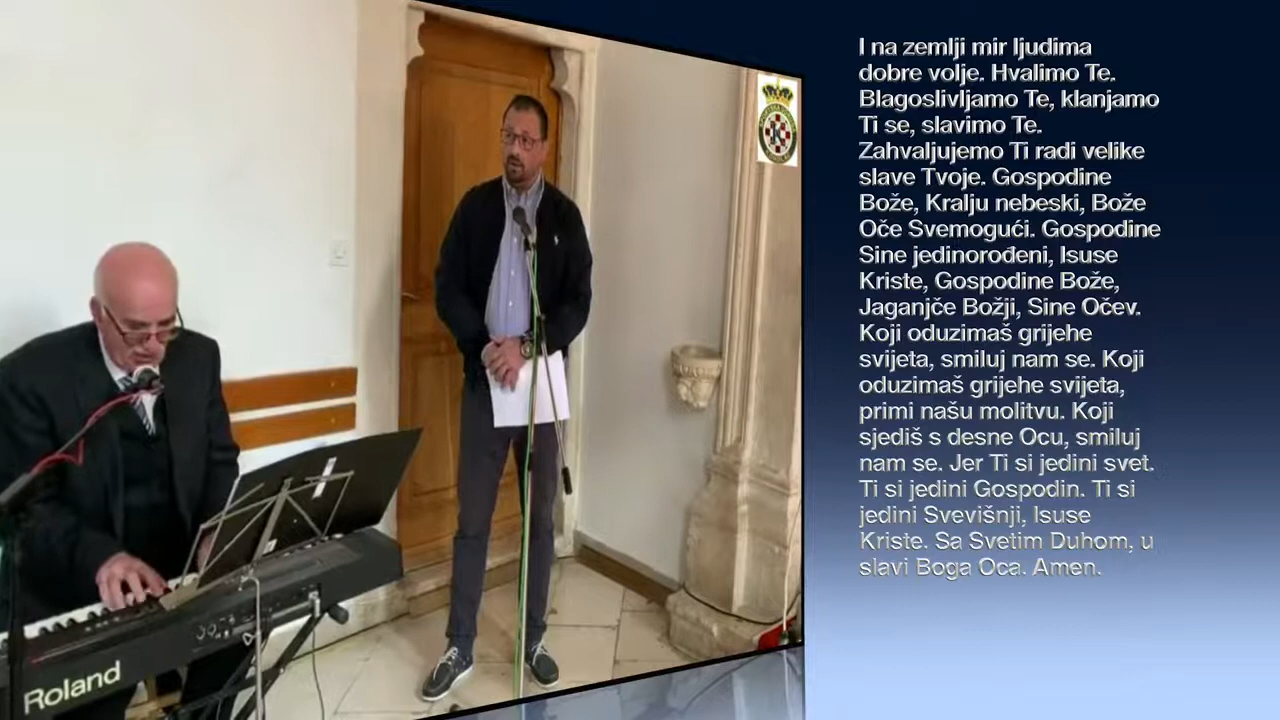 I na zemlji mir ljudima
dobre volje. Hvalimo Te.
Blagoslivljamo Te, klanjamo
Ti se, slavimo Te.
Zahvaljujemo Ti radi velike
slave Tvoje. Gospodine
Bože, Kralju nebeski, Bože
Oče Svemogući. Gospodine
Sine jedinorođeni, Isuse
Kriste, Gospodine Bože,
Jaganjče Božji, Sine Očev.
Koji oduzimaš grijehe
svijeta, smiluj nam se. Koji
oduzimaš grijehe svijeta,
primi našu molitvu. Koji
sjediš s desne Ocu, smiluj
nam se. Jer Ti si jedini svet.
Ti si jedini Gospodin. Ti si
jedini Svevišnji, Isuse
Kriste. Sa Svetim Duhom, u
slavi Boga Oca. Amen.
Roland
K